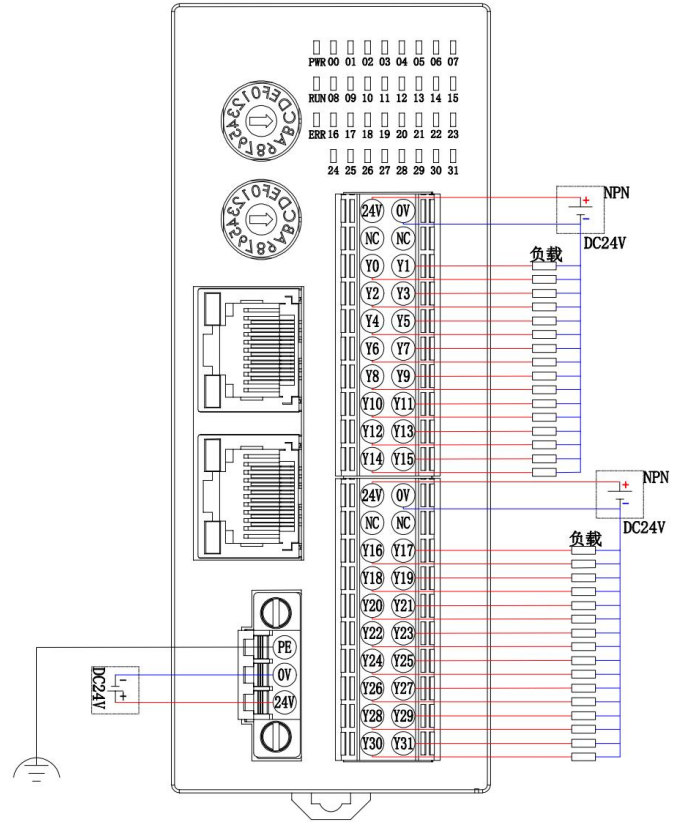 PWR 00 01 02 03 04 05 06 07
RUN 08 09 10 11 12 13 14 15
ERR 16 17 18 19 20 21 22 23
24 25 26 27 28 29 30 31
0123456789ABCDEF
0123456789ABCDEF
24V 0V
NC NC
Y0 Y1
Y2 Y3
Y4 Y5
Y6 Y7
Y8 Y9
Y10 Y11
Y12 Y13
Y14 Y15
+ NPN
-
DC24V
负载
24V 0V
NC NC
Y16 Y17
Y18 Y19
Y20 Y21
Y22 Y23
Y24 Y25
Y26 Y27
Y28 Y29
Y30 Y31
+ NPN
-
DC24V
负载
PE
0V
24V
DC24V
-
+